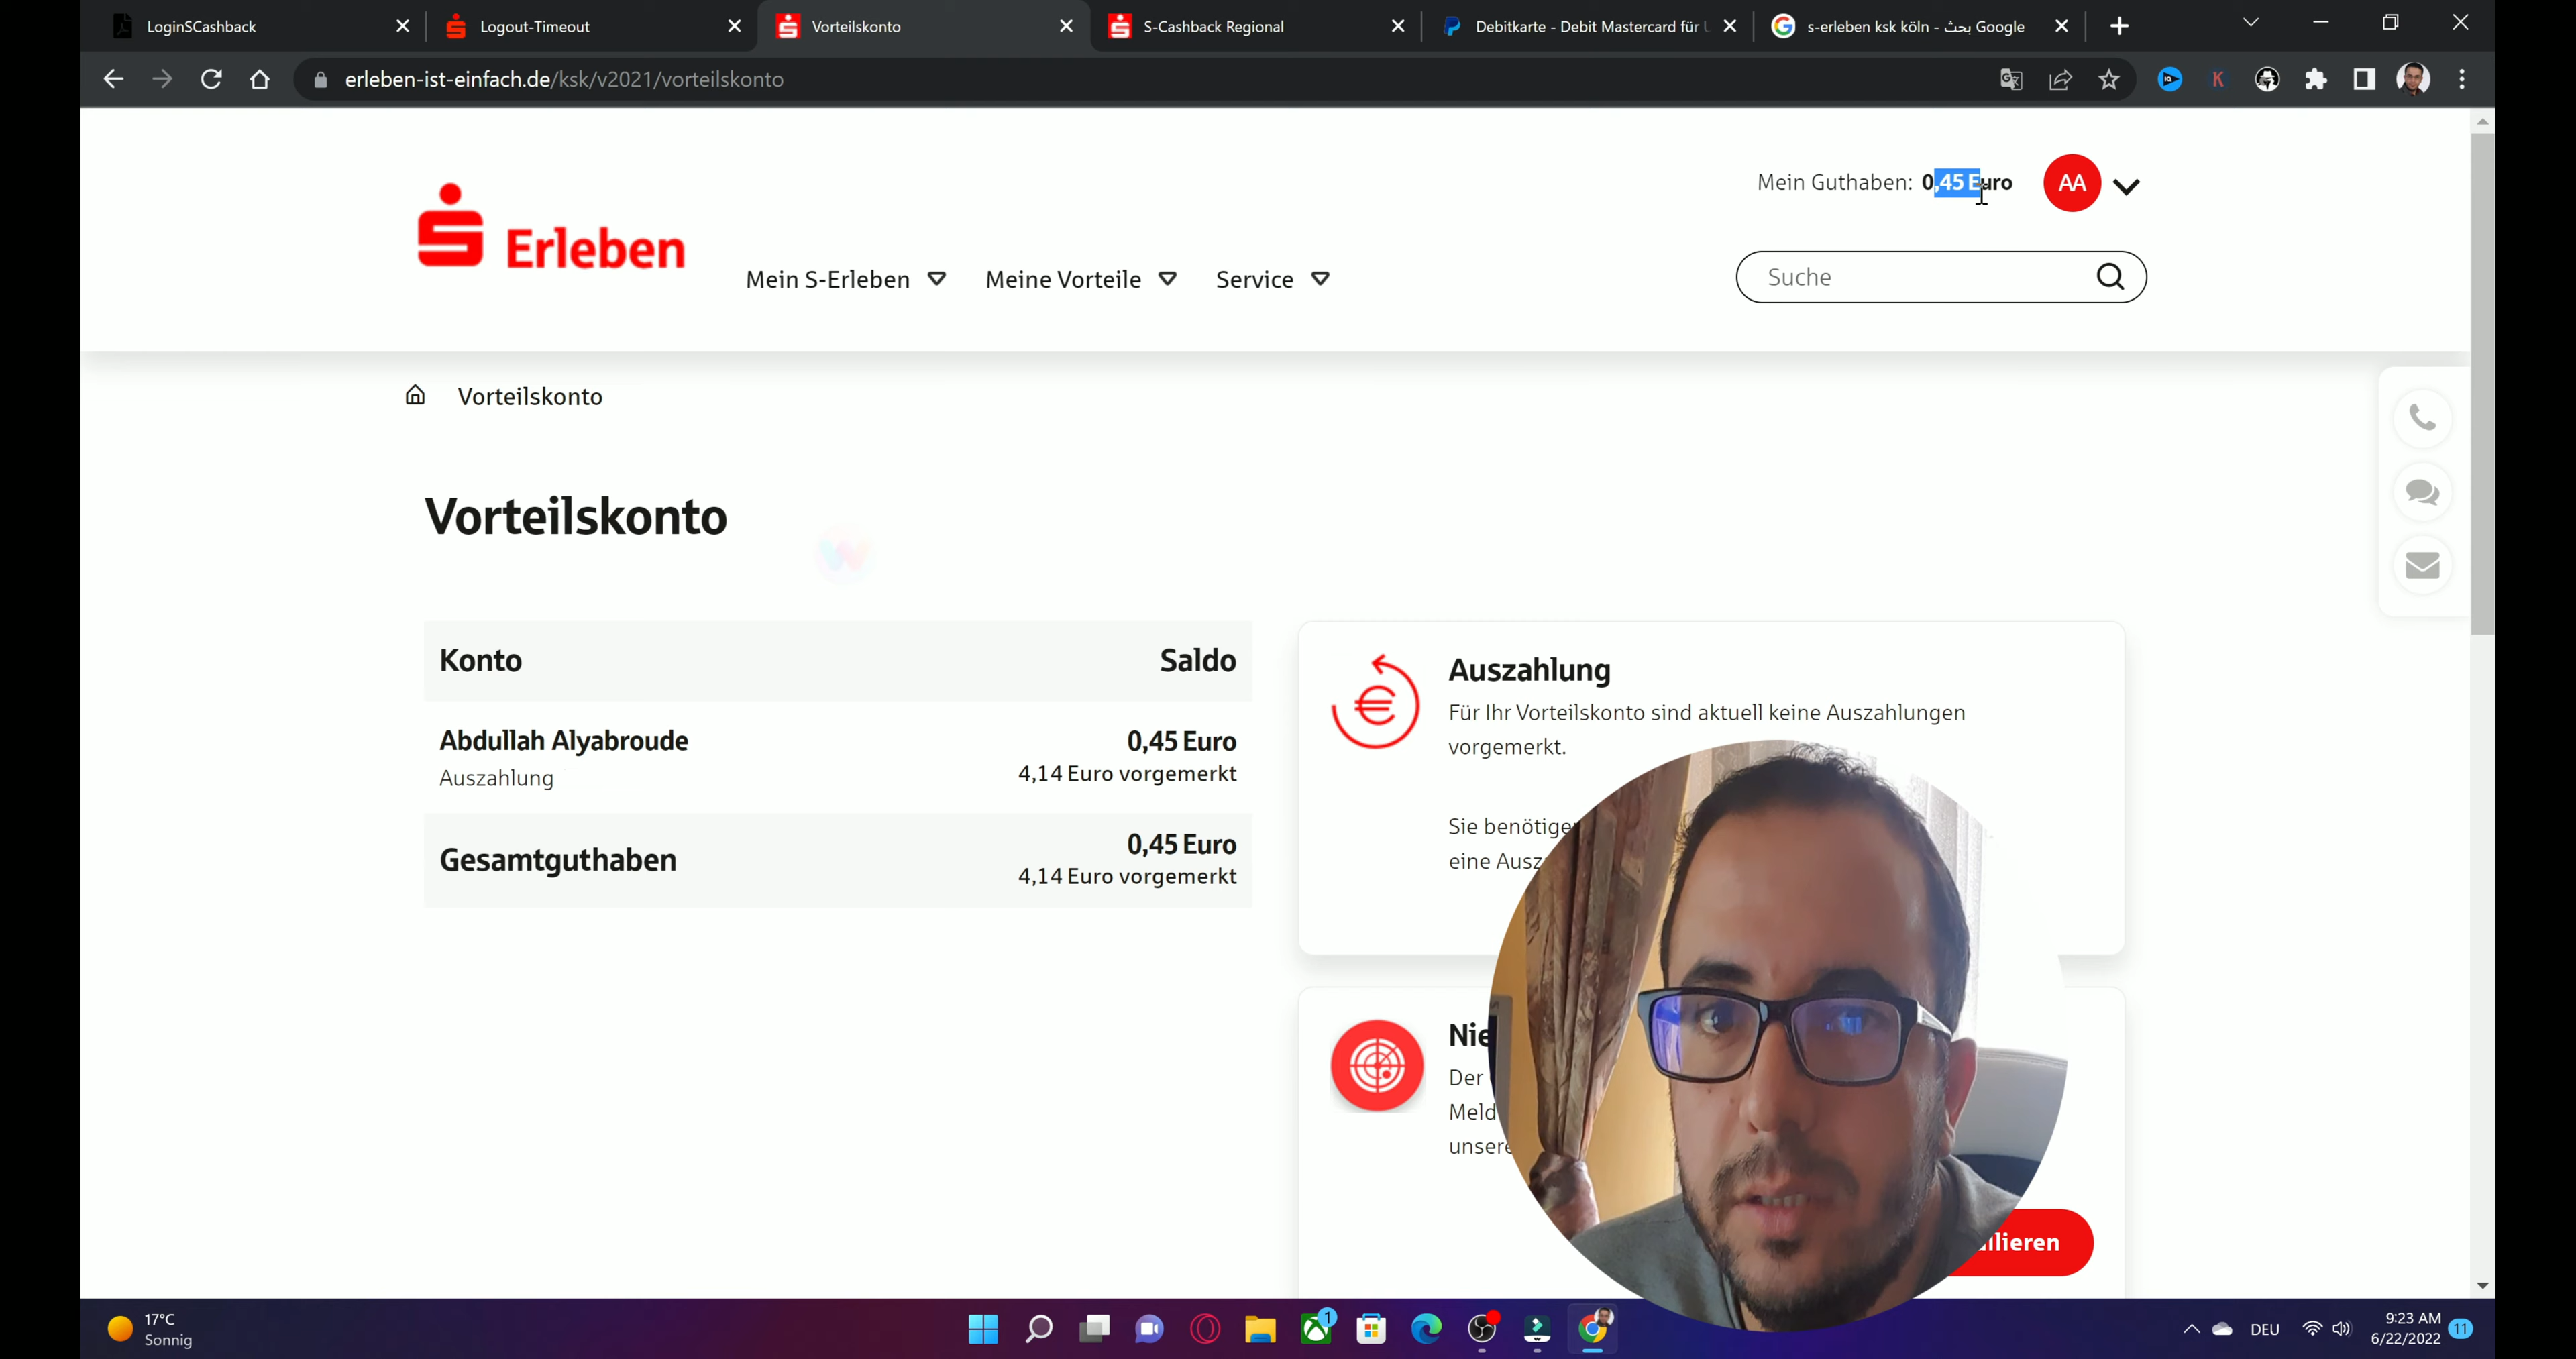 LoginSCashback
Logout-Timeout
Vorteilskonto
S-Cashback Regional
Debitkarte - Debit Mastercard für U
s-erleben ksk köln - بحث Google
erleben-ist-einfach.de/ksk/v2021/vorteilskonto
Mein Guthaben: 0,45 Euro
AA
Erleben
Mein S-Erleben
Meine Vorteile
Service
Suche
Vorteilskonto
Vorteilskonto
Konto Saldo
Abdullah Alyabroude 0,45 Euro
Auszahlung 4,14 Euro vorgemerkt
Gesamtguthaben 0,45 Euro
4,14 Euro vorgemerkt
Auszahlung
Für Ihr Vorteilskonto sind aktuell keine Auszahlungen
vorgemerkt.
Sie benötige
eine Ausz
Nie
Der
Meld
unsere
llieren
17°C
Sonnig
1
DEU
9:23 AM
6/22/2022
11